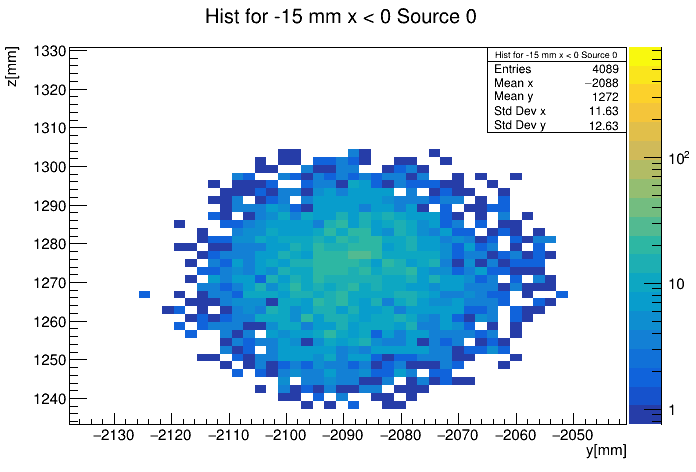 Hist for -15 mm x < 0 Source 0
z[mm]
1330
1320
1310
1300
1290
1280
1270
1260
1250
1240
Hist for -15 mm x < 0 Source 0
Entries 4089
Mean x −2088
Mean y 1272
Std Dev x 11.63
Std Dev y 12.63
10²
10
1
−2130 −2120 −2110 −2100 −2090 −2080 −2070 −2060 −2050
y[mm]